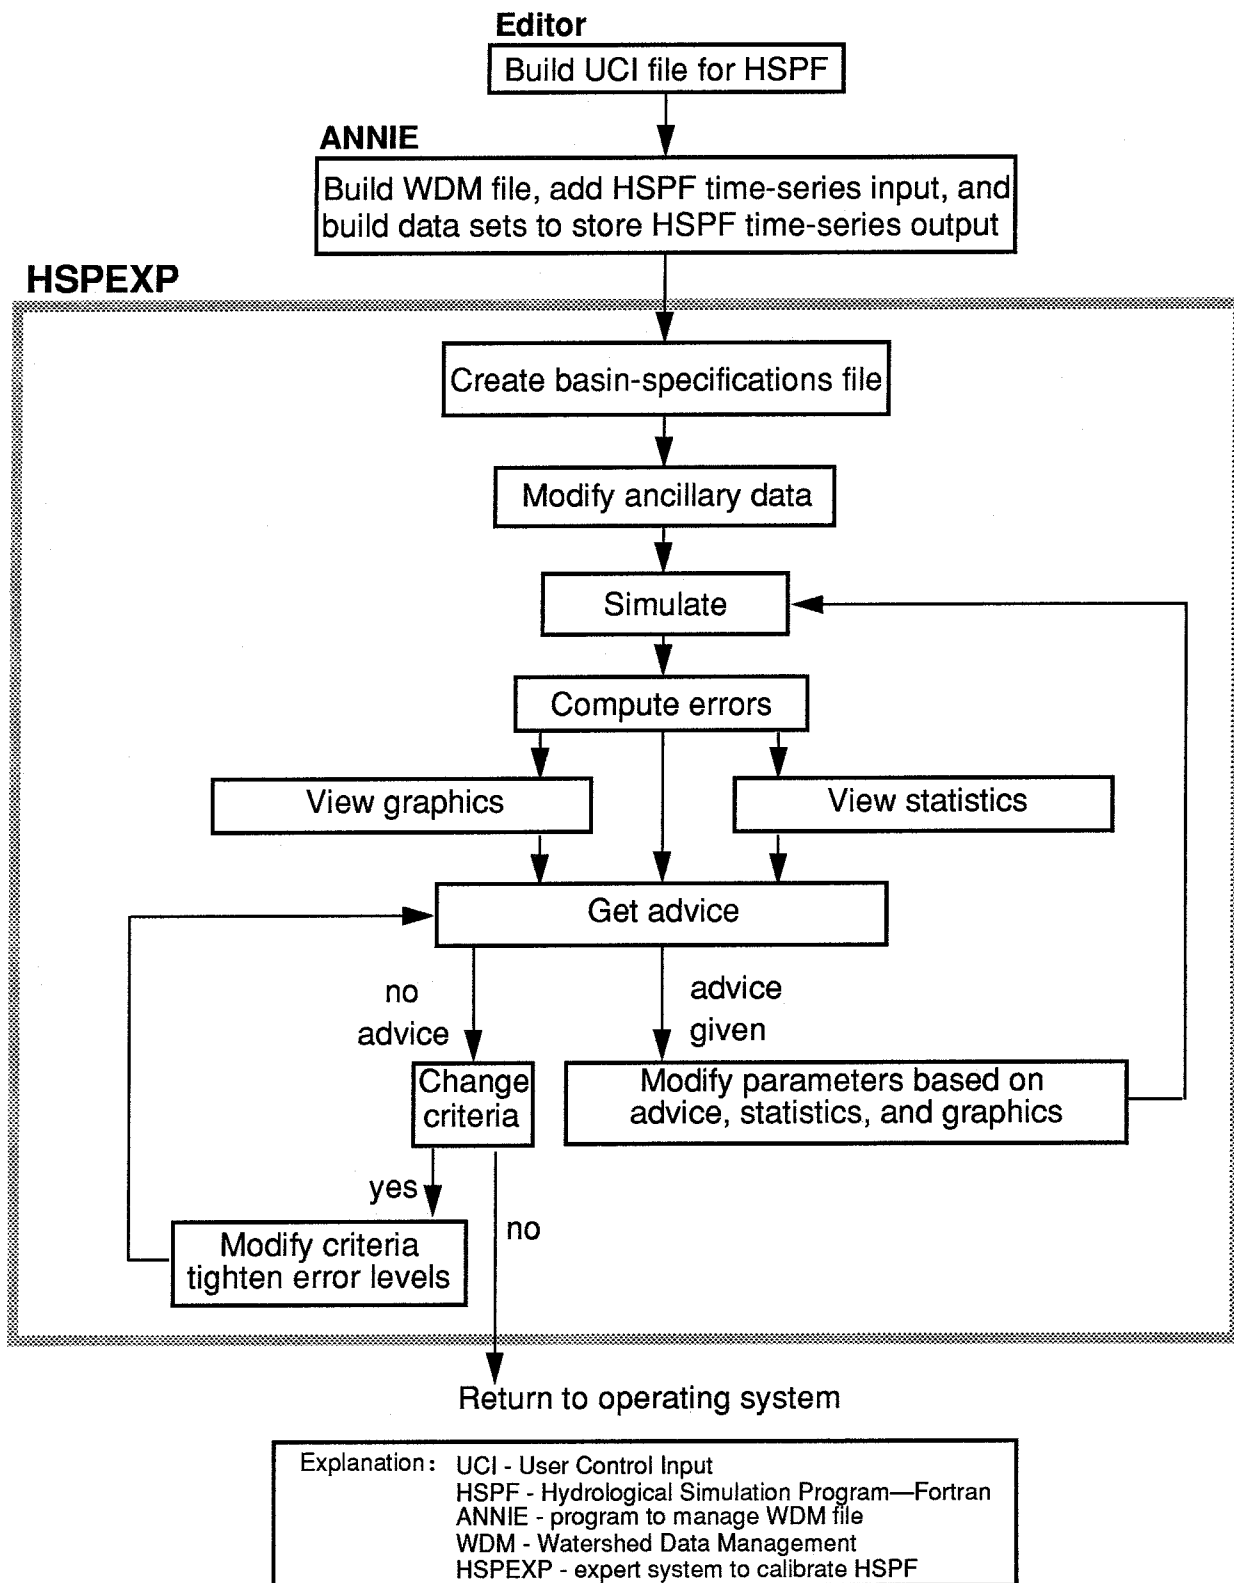 Editor
Build UCI file for HSPF
ANNIE
Build WDM file, add HSPF time-series input, and
build data sets to store HSPF time-series output
HSPEXP
Create basin-specifications file
Modify ancillary data
Simulate
Compute errors
View graphics
View statistics
Get advice
no
advice
advice
given
Change
criteria
Modify parameters based on
advice, statistics, and graphics
yes
no
Modify criteria
tighten error levels
Return to operating system
Explanation: UCI - User Control Input
HSPF - Hydrological Simulation Program—Fortran
ANNIE - program to manage WDM file
WDM - Watershed Data Management
HSPEXP - expert system to calibrate HSPF